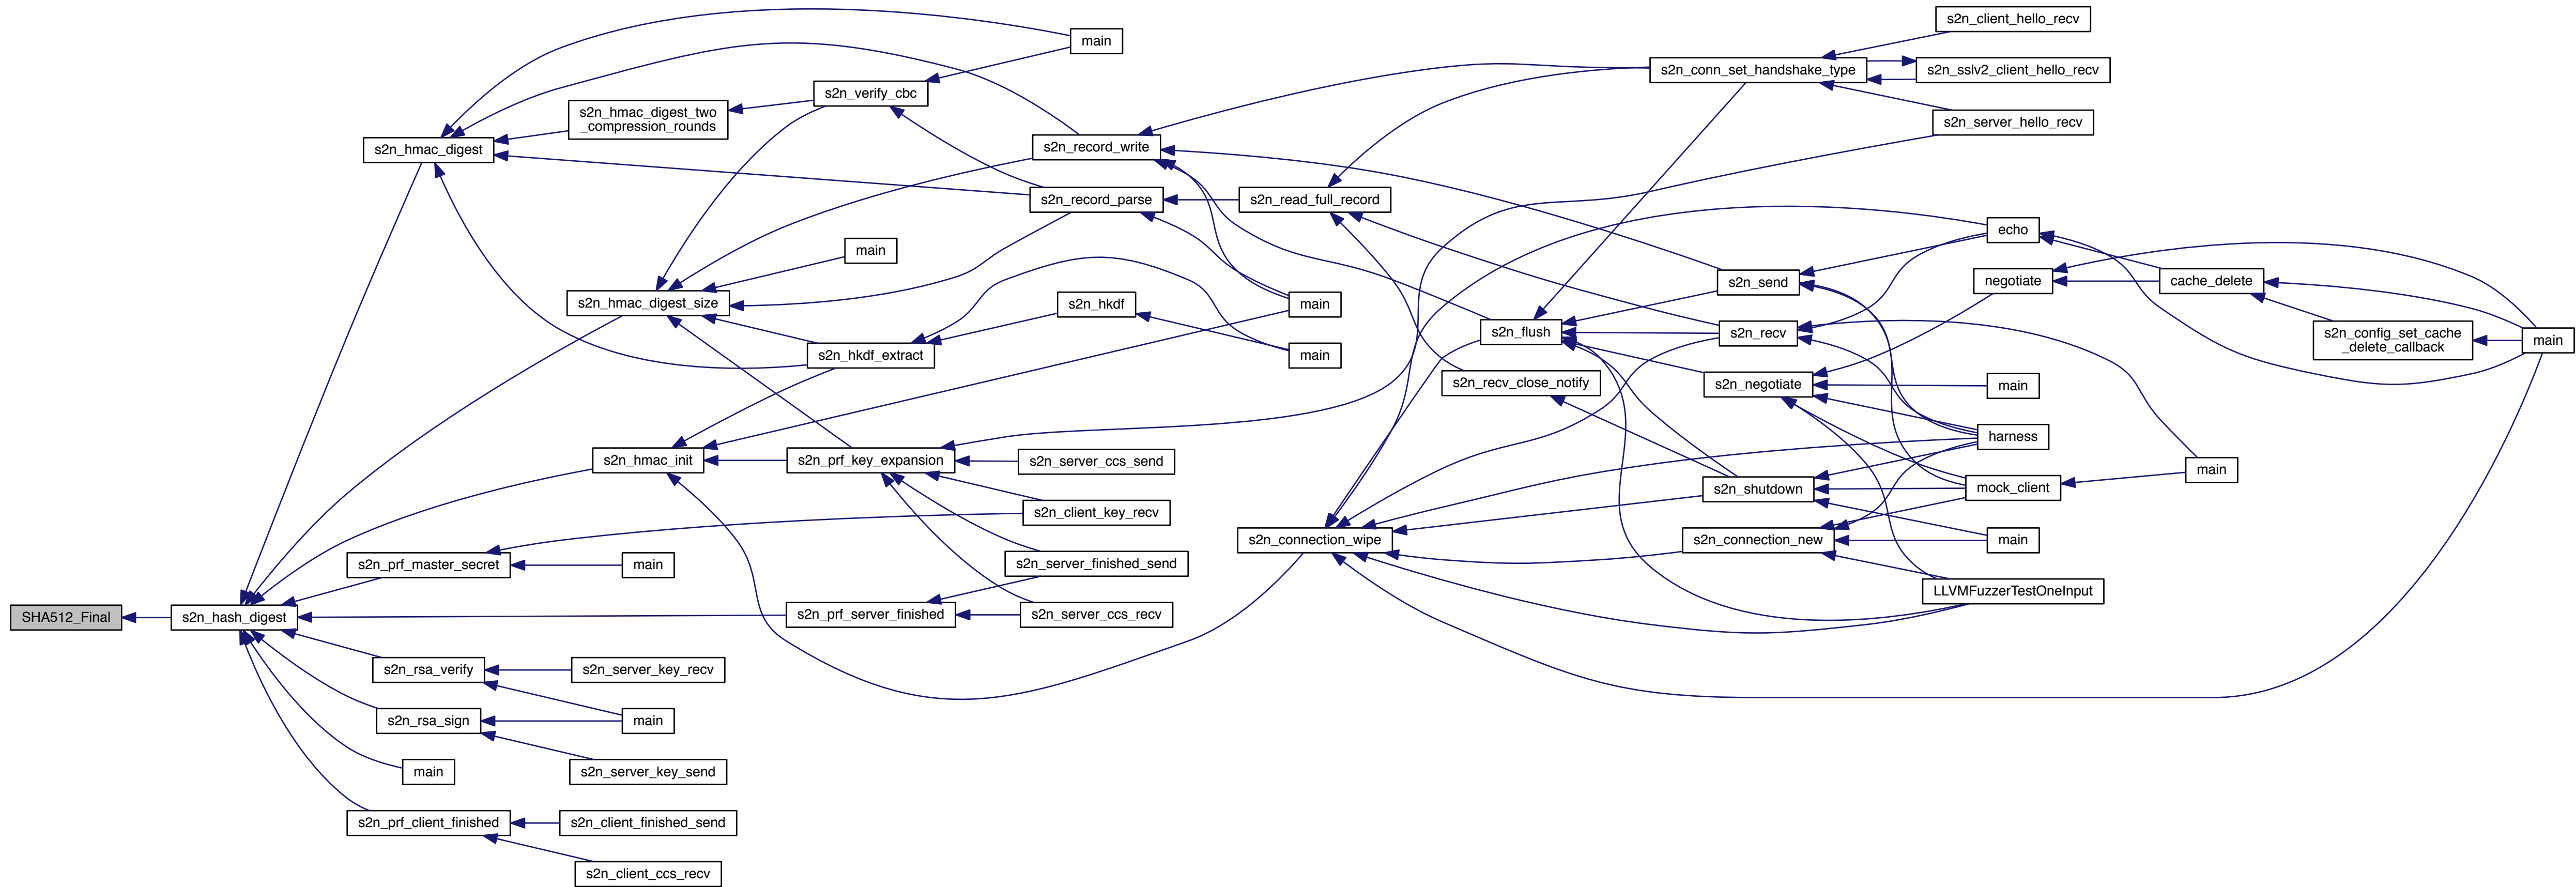 SHA512_Final
s2n_hash_digest
s2n_hmac_digest
s2n_hmac_digest_size
s2n_hmac_init
s2n_prf_master_secret
s2n_rsa_verify
s2n_rsa_sign
main
s2n_prf_client_finished
s2n_hmac_digest_two
_compression_rounds
main
s2n_server_key_recv
main
s2n_server_key_send
s2n_client_finished_send
s2n_client_ccs_recv
s2n_verify_cbc
main
s2n_hkdf_extract
s2n_prf_key_expansion
s2n_prf_server_finished
main
s2n_record_write
s2n_record_parse
s2n_hkdf
s2n_server_ccs_send
s2n_client_key_recv
s2n_server_finished_send
s2n_server_ccs_recv
s2n_read_full_record
main
main
s2n_connection_wipe
s2n_flush
s2n_recv_close_notify
s2n_conn_set_handshake_type
s2n_send
s2n_recv
s2n_negotiate
s2n_shutdown
s2n_connection_new
s2n_client_hello_recv
s2n_sslv2_client_hello_recv
s2n_server_hello_recv
echo
negotiate
main
harness
mock_client
main
LLVMFuzzerTestOneInput
cache_delete
main
s2n_config_set_cache
_delete_callback
main